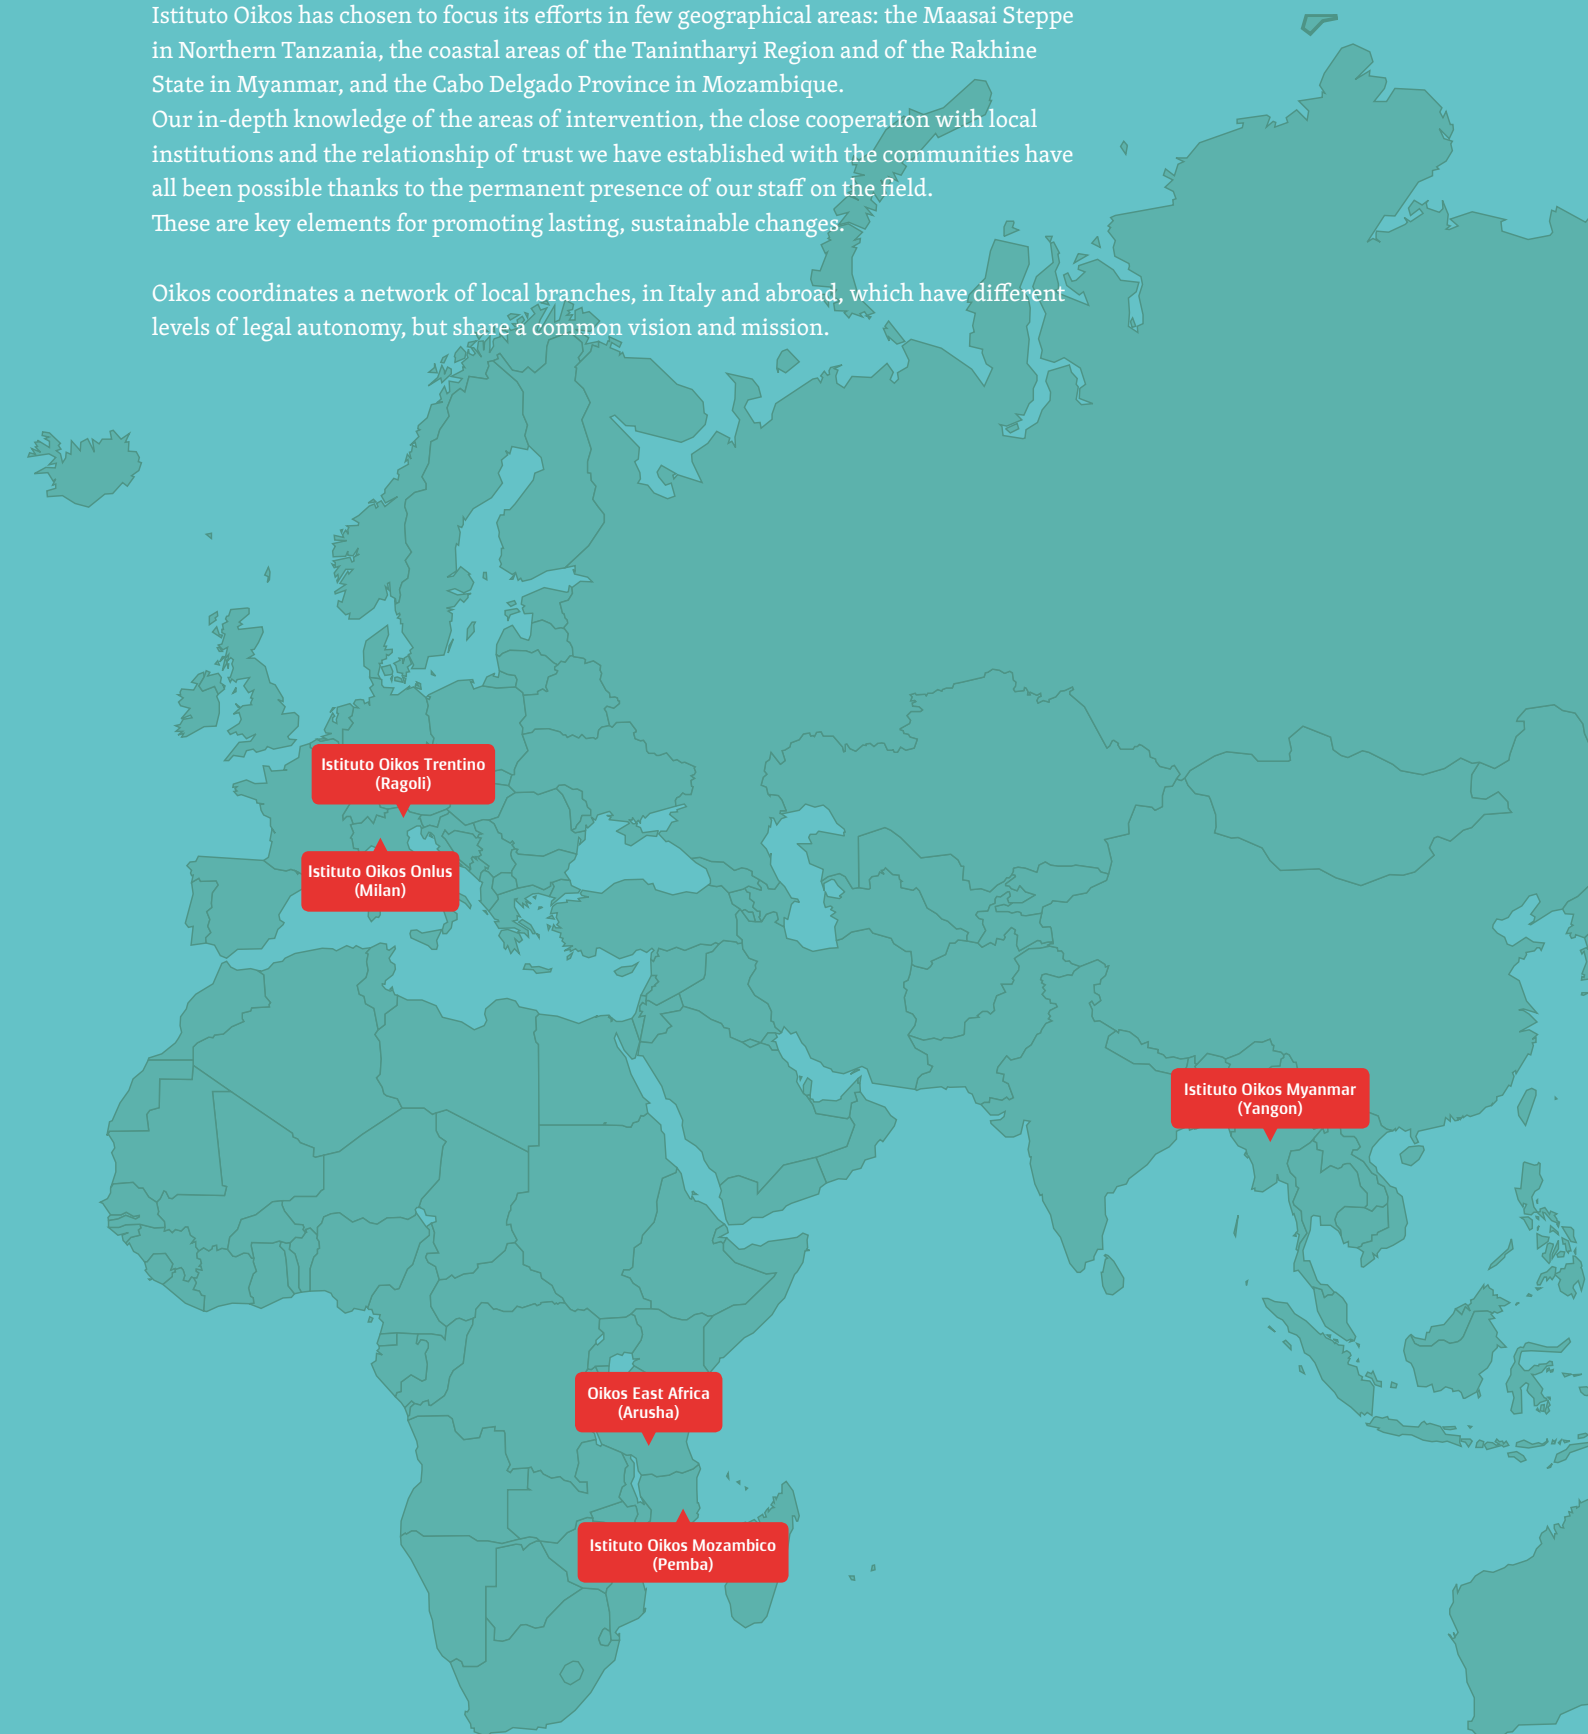 Istituto Oikos has chosen to focus its efforts in few geographical areas: the Maasai Steppe
in Northern Tanzania, the coastal areas of the Tanintharyi Region and of the Rakhine
State in Myanmar, and the Cabo Delgado Province in Mozambique.
Our in-depth knowledge of the areas of intervention, the close cooperation with local
institutions and the relationship of trust we have established with the communities have
all been possible thanks to the permanent presence of our staff on the field.
These are key elements for promoting lasting, sustainable changes.
Oikos coordinates a network of local branches, in Italy and abroad, which have different
levels of legal autonomy, but share a common vision and mission.
Istituto Oikos Trentino
(Ragoli)
Istituto Oikos Onlus
(Milan)
Istituto Oikos Myanmar
(Yangon)
Oikos East Africa
(Arusha)
Istituto Oikos Mozambico
(Pemba)